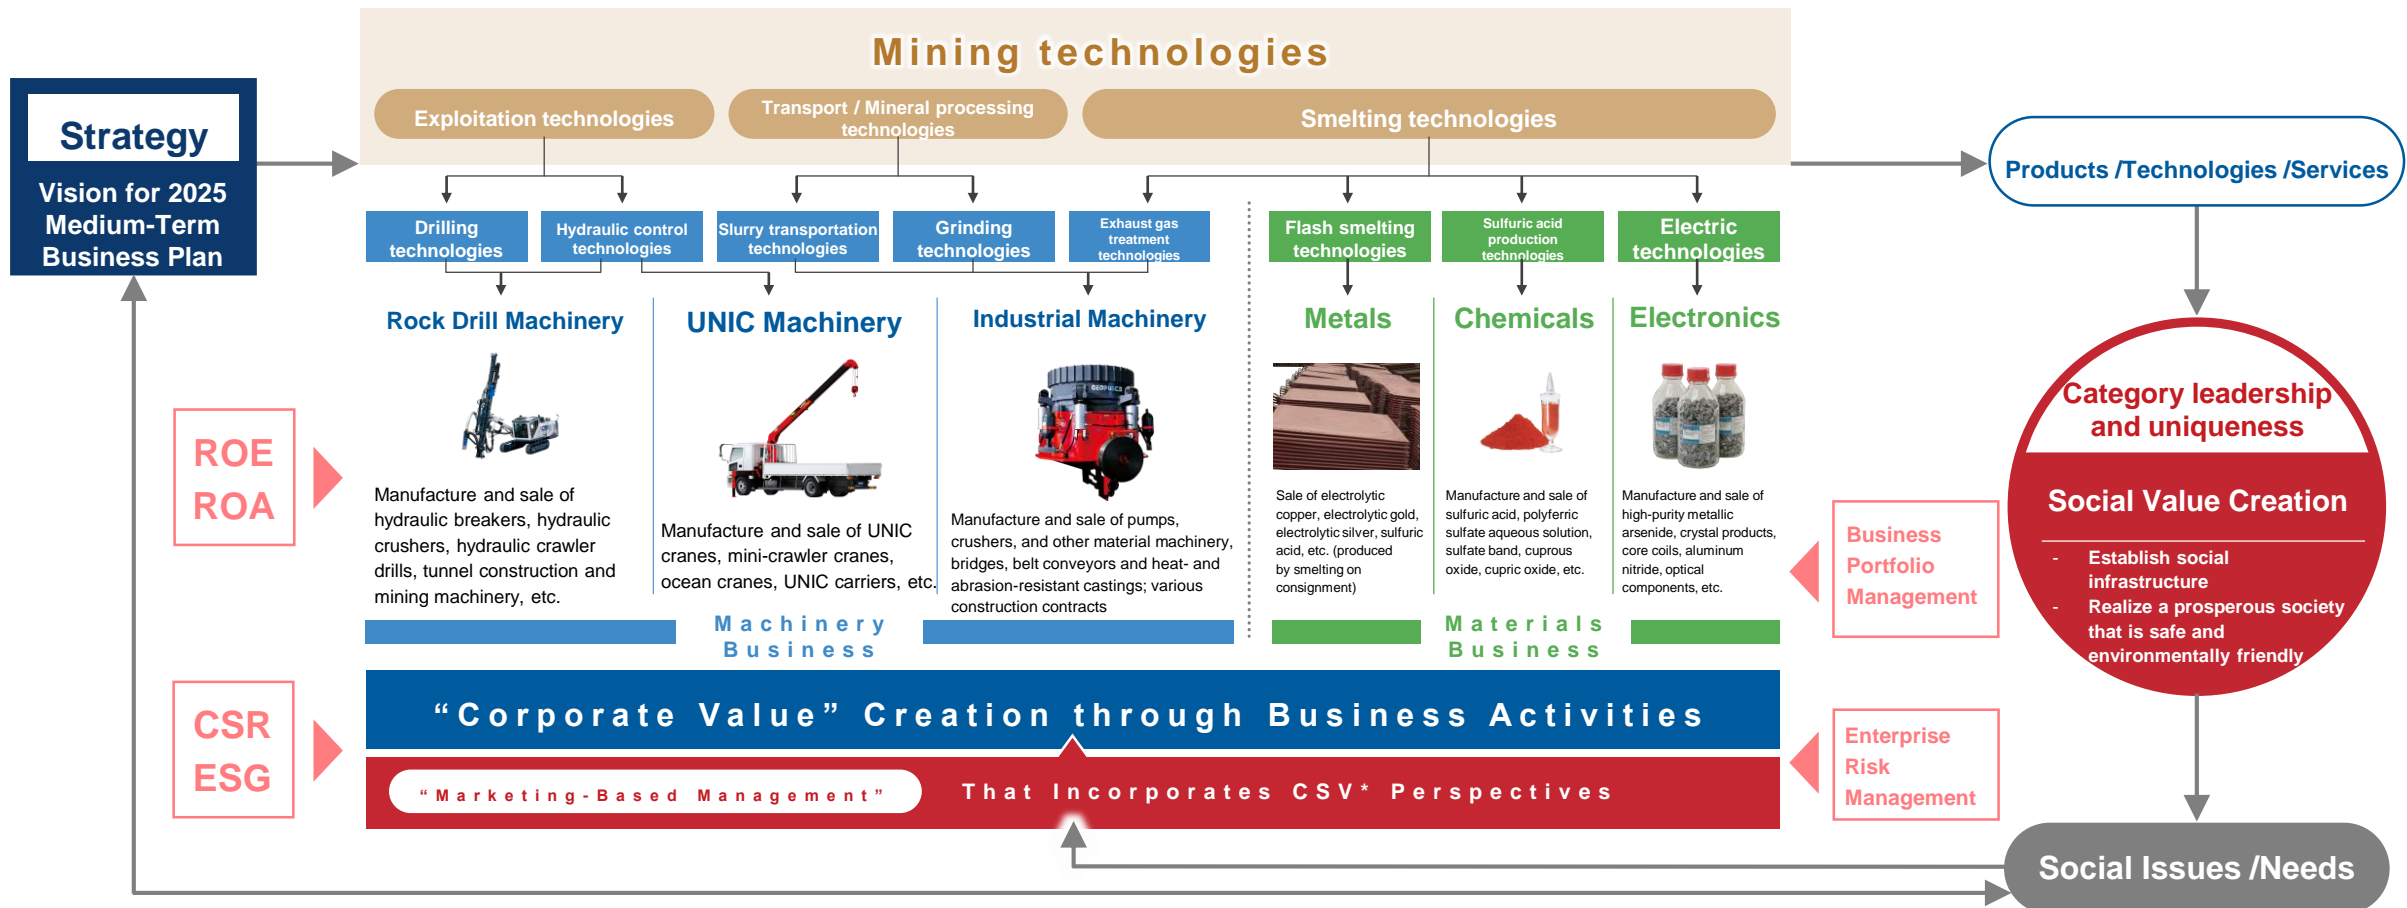 Mining technologies
Strategy
Vision for 2025
Medium-Term
Business Plan
Exploitation technologies
Transport / Mineral processing
technologies
Smelting technologies
Products /Technologies /Services
Drilling
technologies
Hydraulic control
technologies
Slurry transportation
technologies
Grinding
technologies
Exhaust gas
treatment
technologies
Flash smelting
technologies
Sulfuric acid
production
technologies
Electric
technologies
Rock Drill Machinery
UNIC Machinery
Industrial Machinery
Metals
Chemicals
Electronics
ROE
ROA
Manufacture and sale of
hydraulic breakers, hydraulic
crushers, hydraulic crawler
drills, tunnel construction and
mining machinery, etc.
Manufacture and sale of UNIC
cranes, mini-crawler cranes,
ocean cranes, UNIC carriers, etc.
Manufacture and sale of pumps,
crushers, and other material machinery,
bridges, belt conveyors and heat- and
abrasion-resistant castings; various
construction contracts
Sale of electrolytic
copper, electrolytic gold,
electrolytic silver, sulfuric
acid, etc. (produced
by smelting on
consignment)
Manufacture and sale of
sulfuric acid, polyferric
sulfate aqueous solution,
sulfate band, cuprous
oxide, cupric oxide, etc.
Manufacture and sale of
high-purity metallic
arsenide, crystal products,
core coils, aluminum
nitride, optical
components, etc.
Business
Portfolio
Management
Category leadership
and uniqueness
Social Value Creation
- Establish social
infrastructure
- Realize a prosperous society
that is safe and
environmentally friendly
Machinery
Business
Materials
Business
CSR
ESG
“Corporate Value” Creation through Business Activities
“Marketing-Based Management”
That Incorporates CSV* Perspectives
Enterprise
Risk
Management
Social Issues /Needs